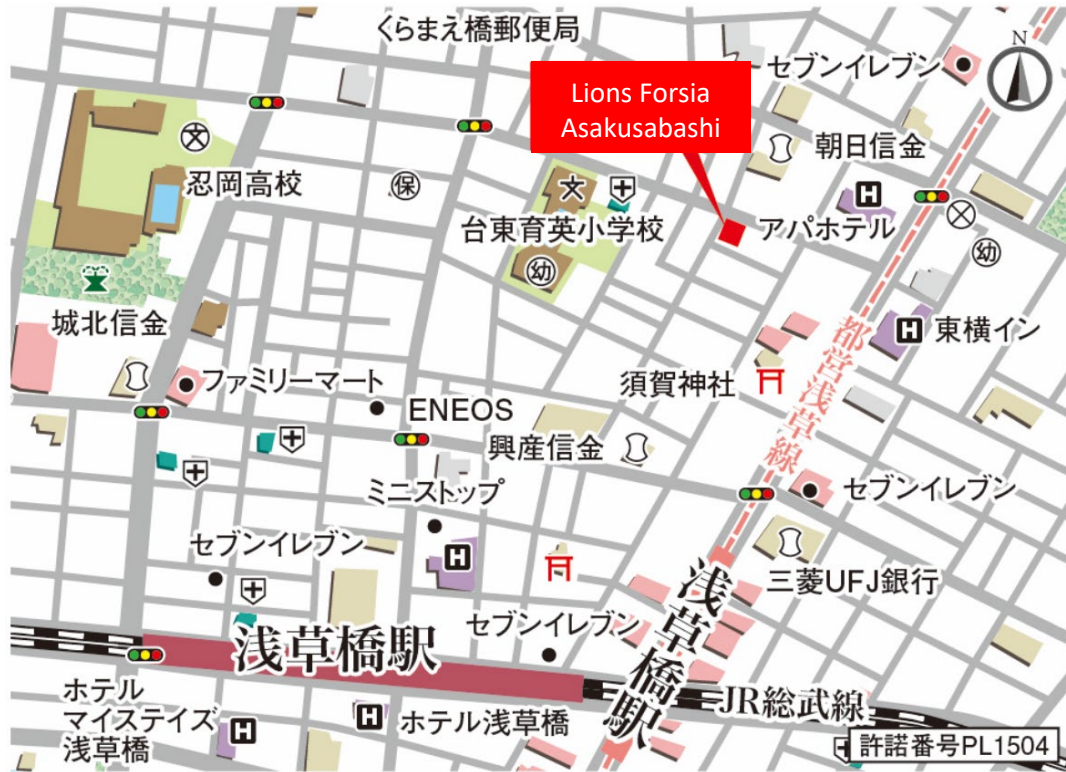 くらまえ橋郵便局
N
セブンイレブン
Lions Forsia
Asakusabashi
朝日信金
忍岡高校
保
文
台東育英小学校
アパホテル
幼
幼
城北信金
東横イン
都営浅草線
ファミリーマート
須賀神社
ENEOS
興産信金
ミニストップ
セブンイレブン
セブンイレブン
三菱UFJ銀行
浅草橋駅
セブンイレブン
浅草橋駅
JR総武線
ホテル
マイステイズ
浅草橋
ホテル浅草橋
許諾番号PL1504
H
H
H
H
H